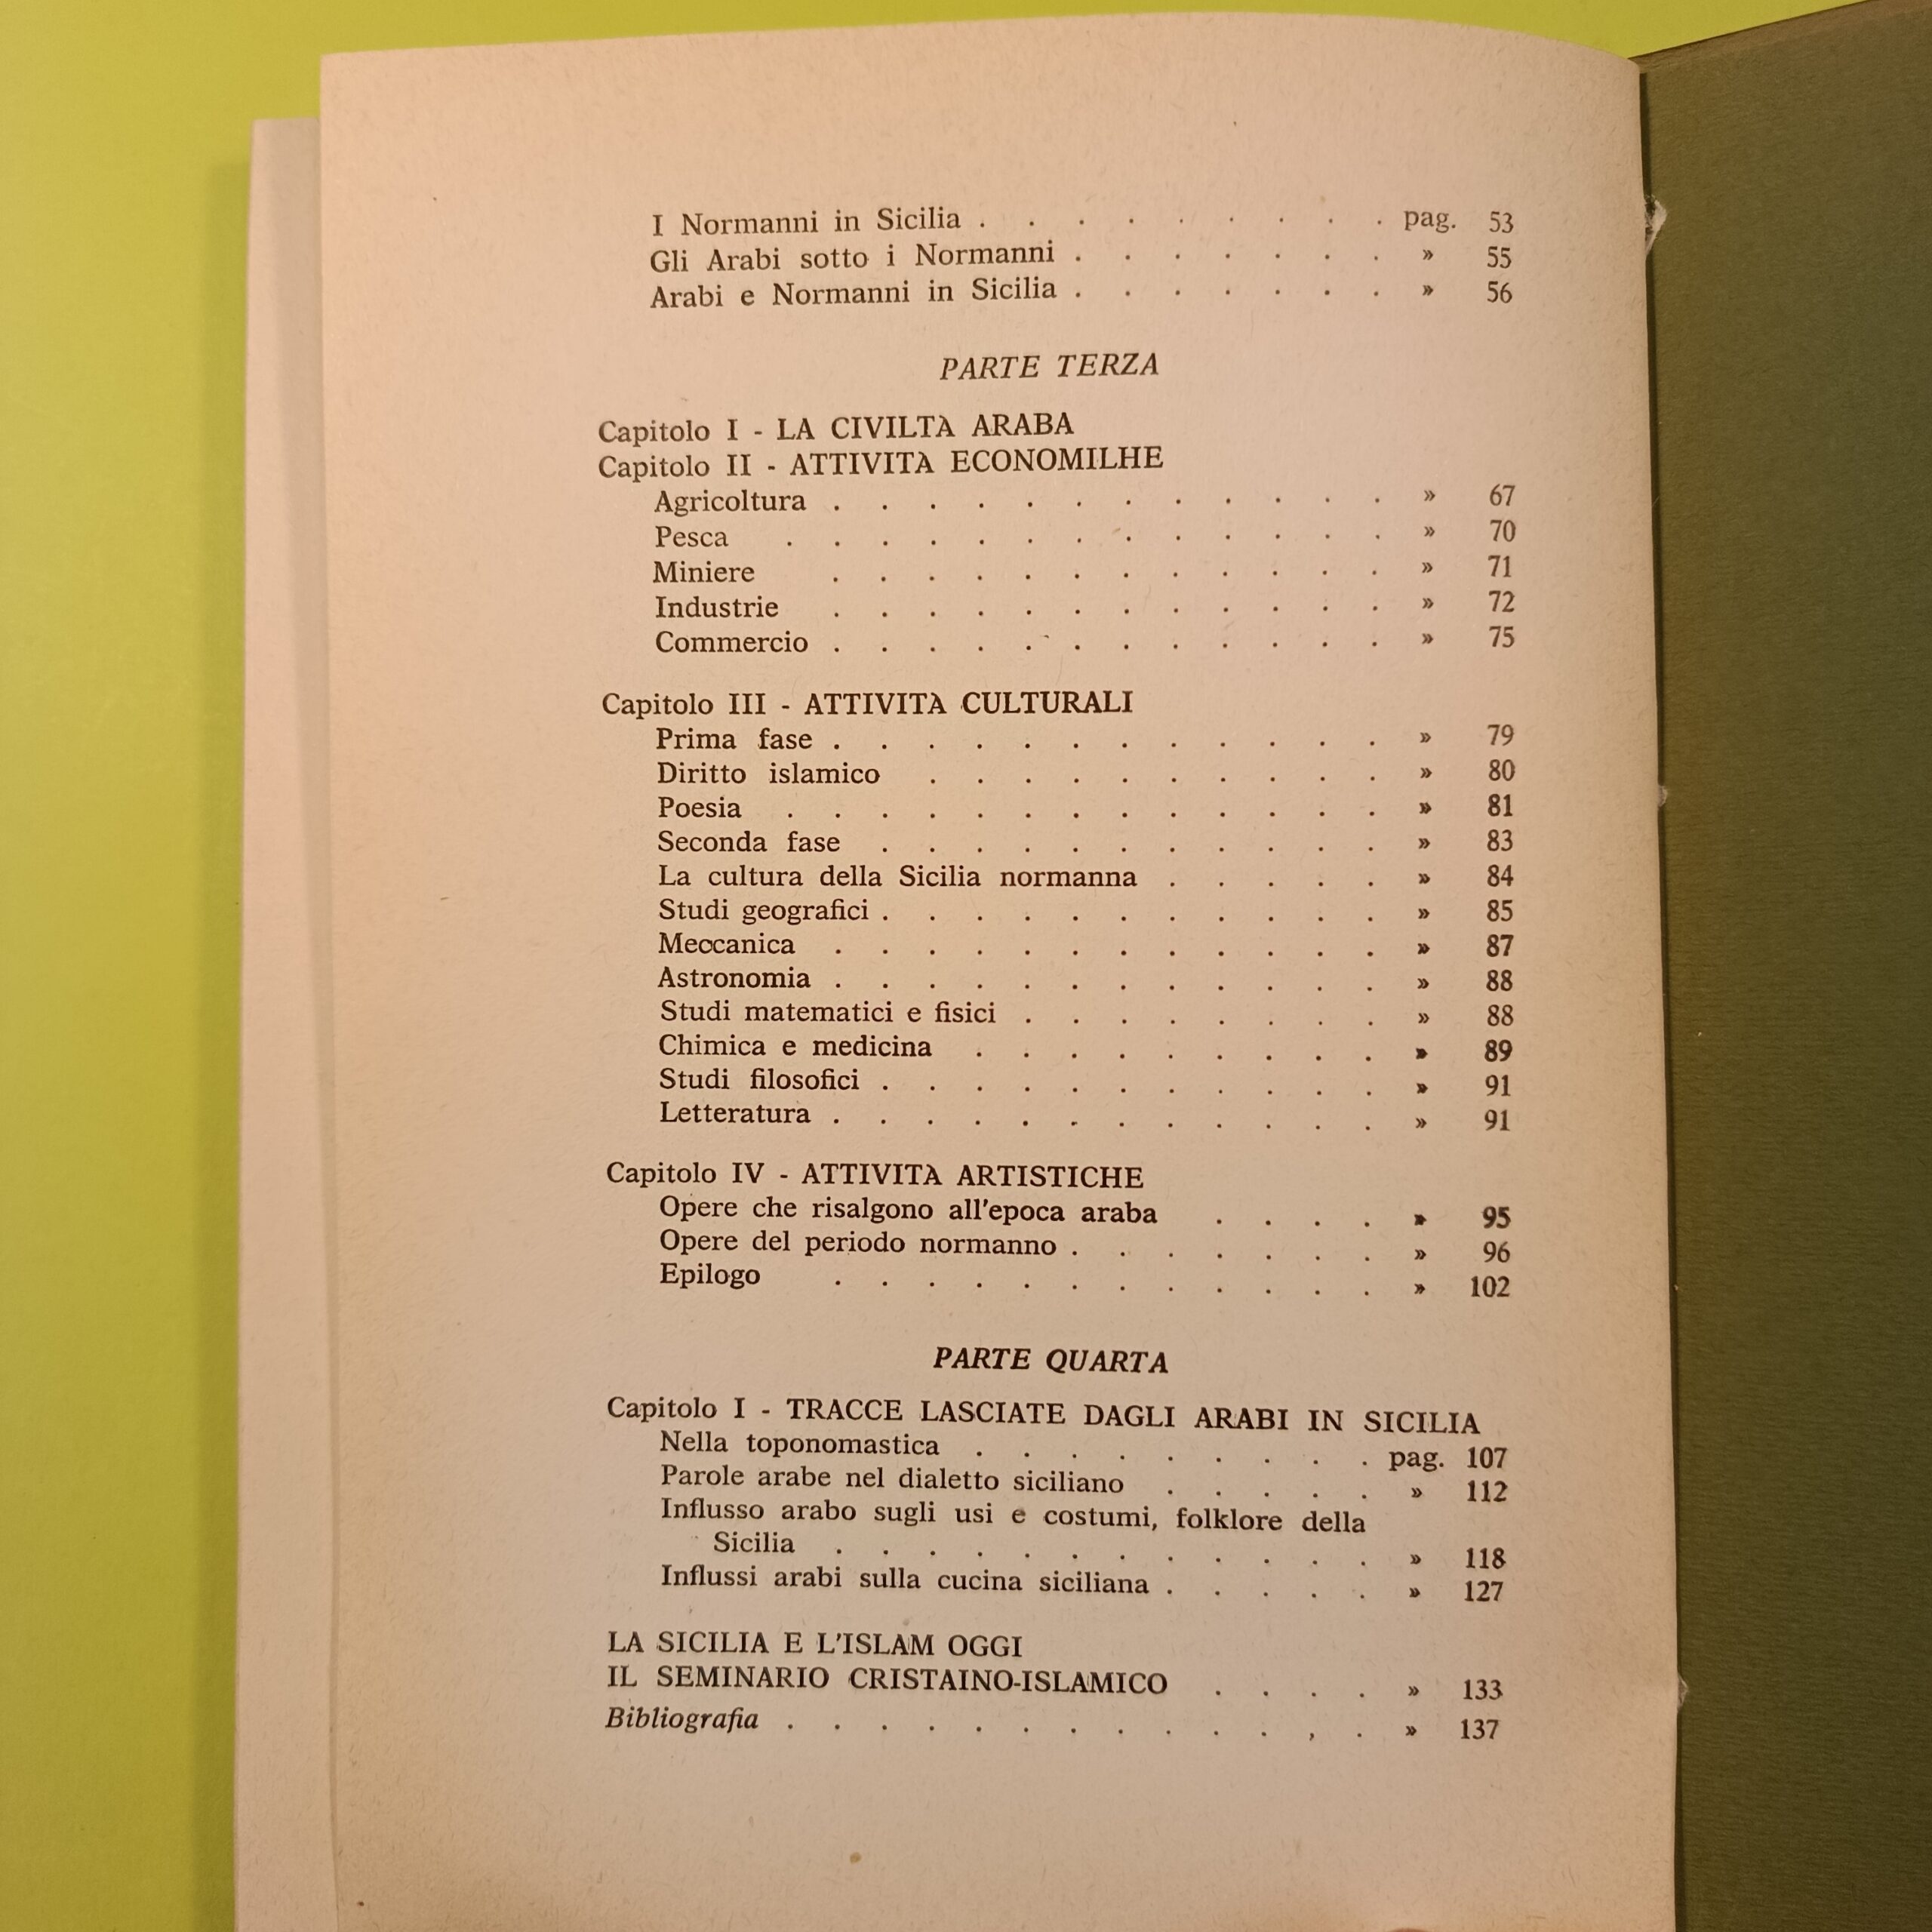 I Normanni in Sicilia . . . . . . . . . pag. 53
Gli Arabi sotto i Normanni . . . . . . . » 55
Arabi e Normanni in Sicilia . . . . . . . » 56
PARTE TERZA
Capitolo I - LA CIVILTÀ ARABA
Capitolo II - ATTIVITÀ ECONOMILHE
Agricoltura . . . . . . . . . . . . » 67
Pesca . . . . . . . . . . . . . » 70
Miniere . . . . . . . . . . . . » 71
Industrie . . . . . . . . . . . . » 72
Commercio . . . . . . . . . . . . » 75
Capitolo III - ATTIVITÀ CULTURALI
Prima fase . . . . . . . . . . . . » 79
Diritto islamico . . . . . . . . . . » 80
Poesia . . . . . . . . . . . . . » 81
Seconda fase . . . . . . . . . . . » 83
La cultura della Sicilia normanna . . . . . » 84
Studi geografici . . . . . . . . . . . » 85
Meccanica . . . . . . . . . . . . » 87
Astronomia . . . . . . . . . . . . » 88
Studi matematici e fisici . . . . . . . . » 88
Chimica e medicina . . . . . . . . . » 89
Studi filosofici . . . . . . . . . . . » 91
Letteratura . . . . . . . . . . . . » 91
Capitolo IV - ATTIVITÀ ARTISTICHE
Opere che risalgono all'epoca araba . . . . » 95
Opere del periodo normanno . . . . . . . » 96
Epilogo . . . . . . . . . . . . » 102
PARTE QUARTA
Capitolo I - TRACCE LASCIATE DAGLI ARABI IN SICILIA
Nella toponomastica . . . . . . . . . pag. 107
Parole arabe nel dialetto siciliano . . . . . » 112
Influsso arabo sugli usi e costumi, folklore della
Sicilia . . . . . . . . . . . . » 118
Influssi arabi sulla cucina siciliana . . . . . » 127
LA SICILIA E L'ISLAM OGGI
IL SEMINARIO CRISTAINO-ISLAMICO . . . . » 133
Bibliografia . . . . . . . . . . . , . » 137